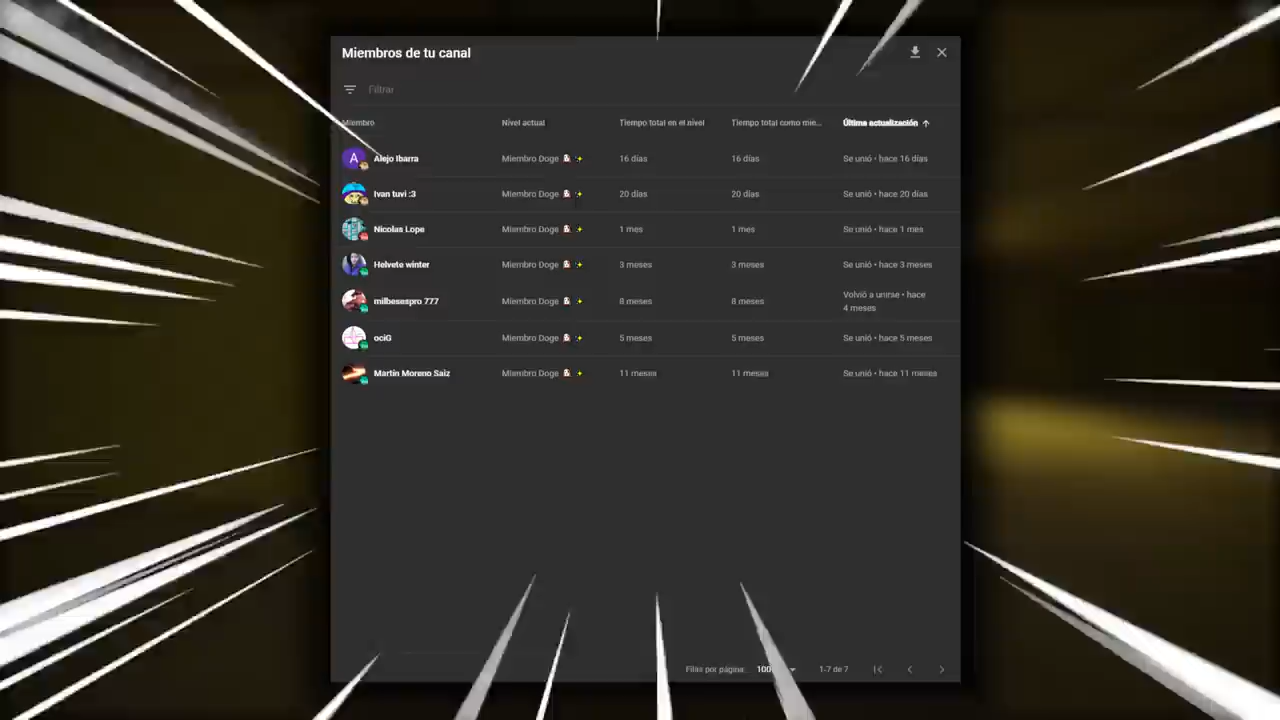 Miembros de tu canal
Filtrar
Miembro Nivel actual Tiempo total en el nivel Tiempo total como mie... Última actualización
A Alejo Ibarra Miembro Doge 16 días 16 días Se unió • hace 16 días
Ivan tuvi :3 Miembro Doge 20 días 20 días Se unió • hace 20 días
Nicolas Lope Miembro Doge 1 mes 1 mes Se unió • hace 1 mes
Helvete winter Miembro Doge 3 meses 3 meses Se unió • hace 3 meses
milbesespro 777 Miembro Doge 8 meses 8 meses Volvió a unirse • hace
4 meses
ociG Miembro Doge 5 meses 5 meses Se unió • hace 5 meses
Martín Moreno Saiz Miembro Doge 11 meses 11 meses Se unió • hace 11 meses
Filas por página: 100 1-7 de 7